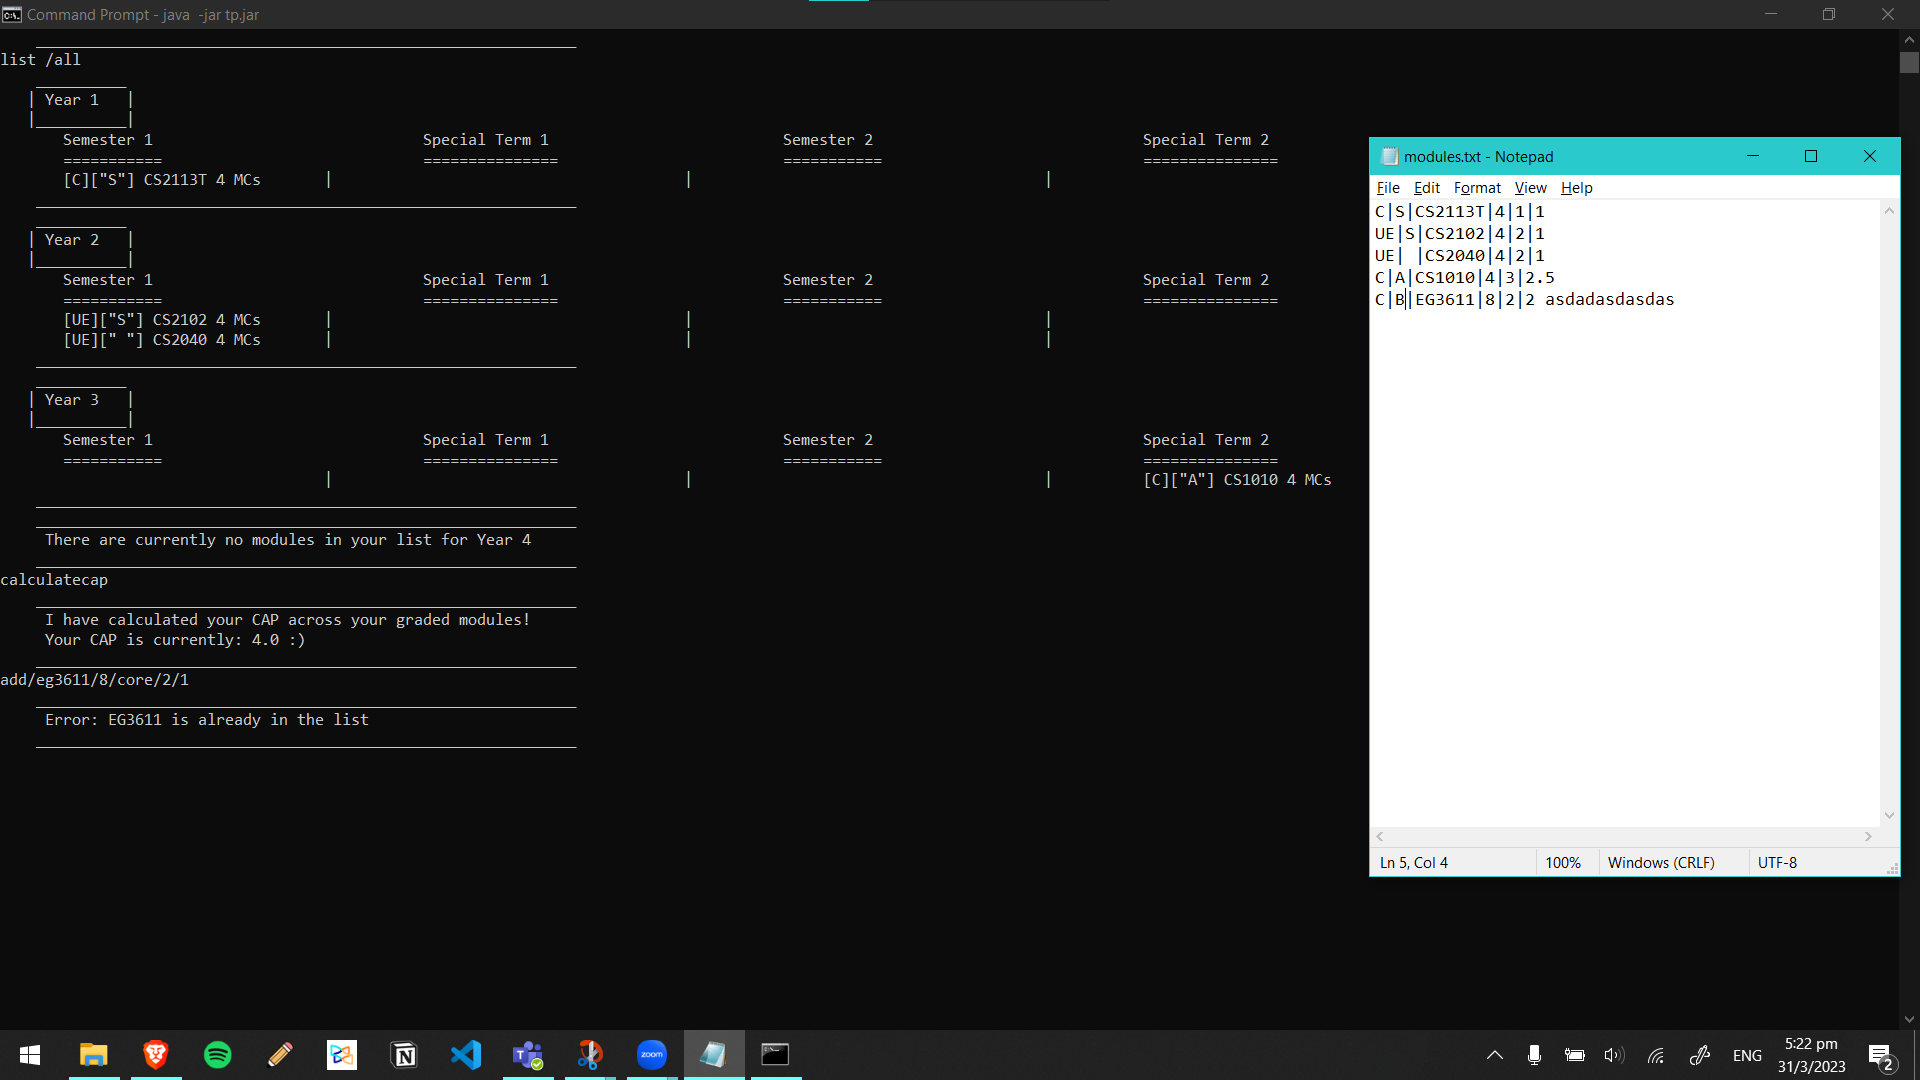 Command Prompt - java  -jar tp.jar
list /all
Year 1
Semester 1 Special Term 1 Semester 2 Special Term 2
=========== =============== =========== ===============
[C]["S"] CS2113T 4 MCs | | |
Year 2
Semester 1 Special Term 1 Semester 2 Special Term 2
=========== =============== =========== ===============
[UE]["S"] CS2102 4 MCs | | |
[UE][" "] CS2040 4 MCs | | |
Year 3
Semester 1 Special Term 1 Semester 2 Special Term 2
=========== =============== =========== ===============
| | | [C]["A"] CS1010 4 MCs
There are currently no modules in your list for Year 4
calculatecap
I have calculated your CAP across your graded modules!
Your CAP is currently: 4.0 :)
add/eg3611/8/core/2/1
Error: EG3611 is already in the list
modules.txt - Notepad
File Edit Format View Help
C|S|CS2113T|4|1|1
UE|S|CS2102|4|2|1
UE| |CS2040|4|2|1
C|A|CS1010|4|3|2.5
C|B|EG3611|8|2|2 asdadasdasdas
Ln 5, Col 4 100% Windows (CRLF) UTF-8
zoom
ENG
5:22 pm
31/3/2023
2